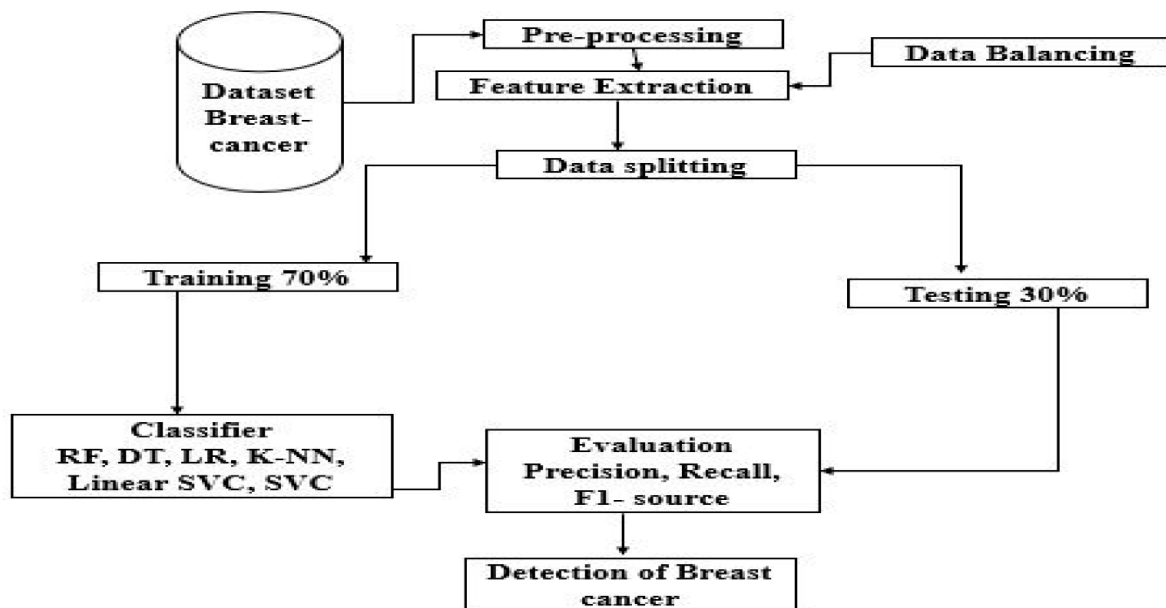 Dataset
Breast-
cancer
Pre-processing
Data Balancing
Feature Extraction
Data splitting
Training 70%
Testing 30%
Classifier
RF, DT, LR, K-NN,
Linear SVC, SVC
Evaluation
Precision, Recall,
F1- source
Detection of Breast
cancer